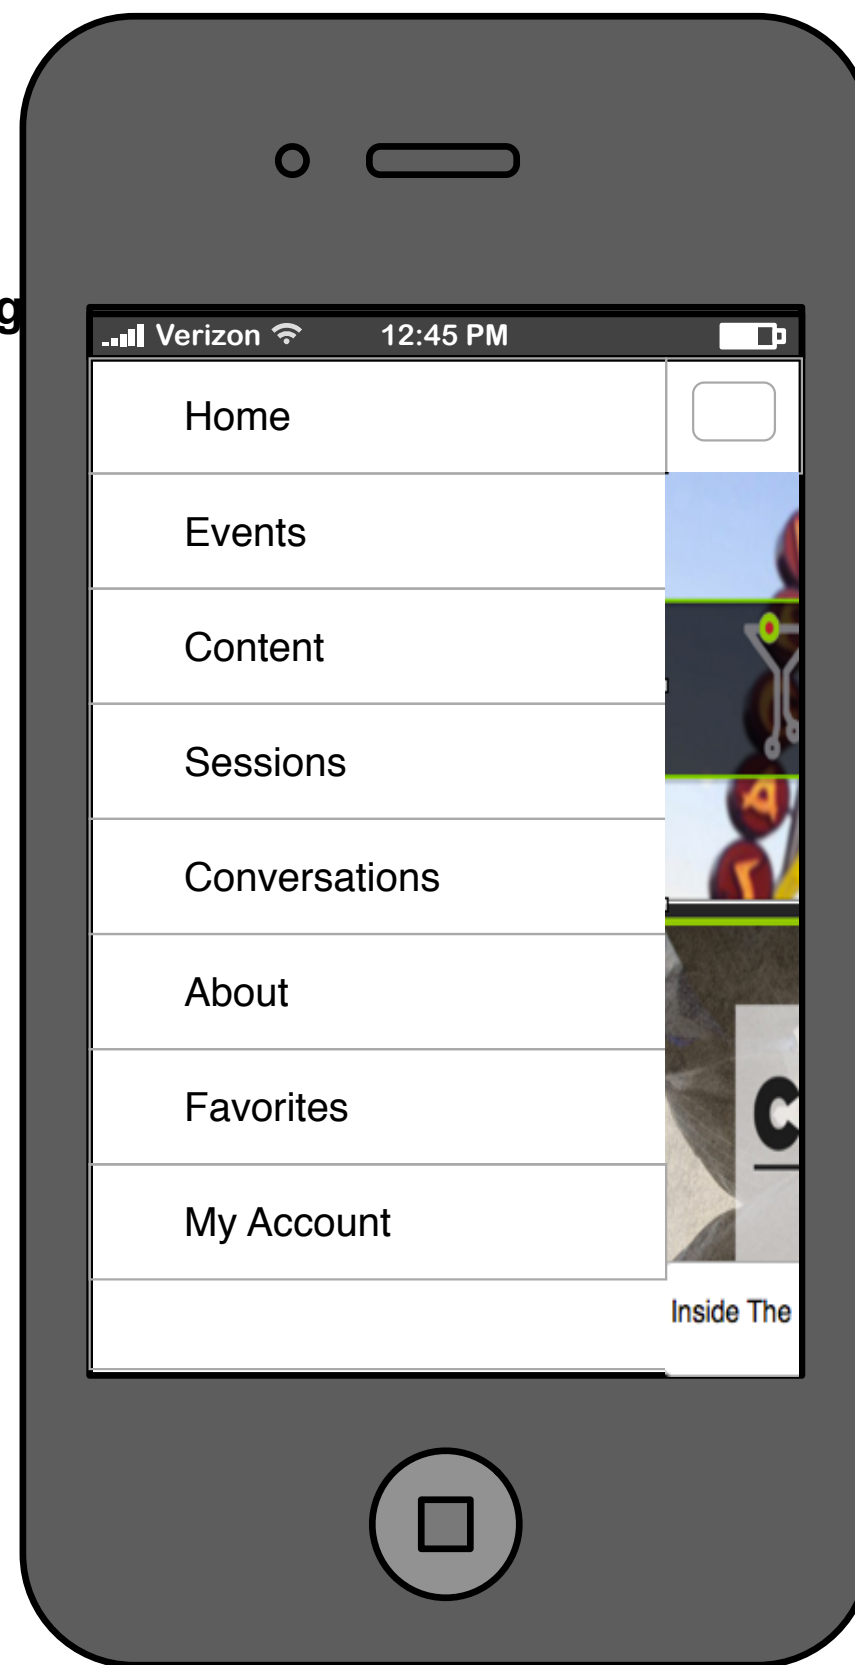 g
Verizon 12:45 PM
Home
Events
Content
Sessions
Conversations
About
Favorites
My Account
C
Inside The